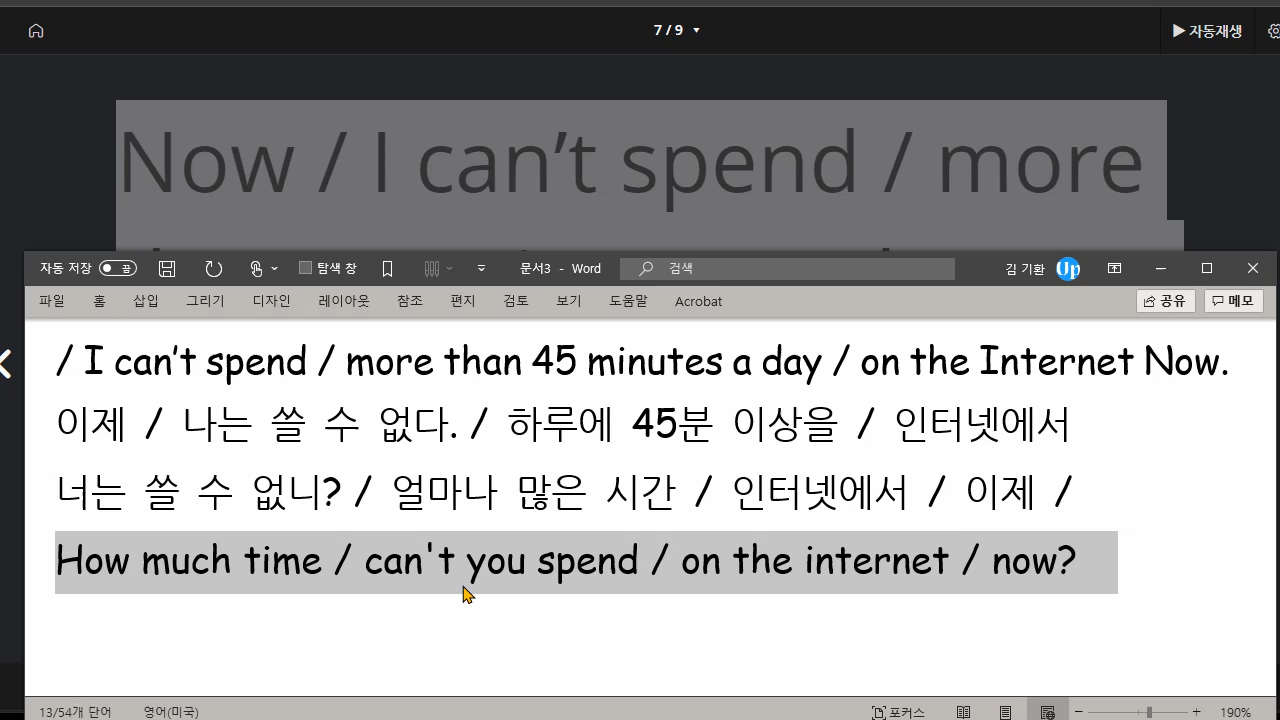 7 / 9
▶ 자동재생
Now / I can’t spend / more
자동 저장 끔 탐색 창 문서3 - Word 검색 김 기환 Up
파일 홈 삽입 그리기 디자인 레이아웃 참조 편지 검토 보기 도움말 Acrobat 공유 메모
/ I can’t spend / more than 45 minutes a day / on the Internet Now.
이제 / 나는 쓸 수 없다. / 하루에 45분 이상을 / 인터넷에서
너는 쓸 수 없니? / 얼마나 많은 시간 / 인터넷에서 / 이제 /
How much time / can't you spend / on the internet / now?
13/54개 단어 영어(미국) 포커스 190%